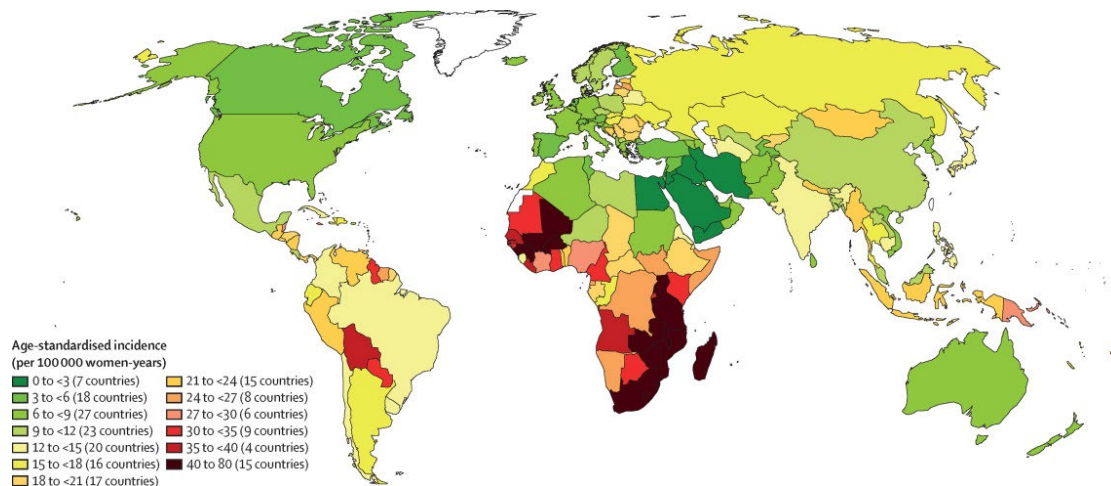 Age-standardised incidence
(per 100 000 women-years)
0 to <3 (7 countries)
3 to <6 (18 countries)
6 to <9 (27 countries)
9 to <12 (23 countries)
12 to <15 (20 countries)
15 to <18 (16 countries)
18 to <21 (17 countries)
21 to <24 (15 countries)
24 to <27 (8 countries)
27 to <30 (6 countries)
30 to <35 (9 countries)
35 to <40 (4 countries)
40 to 80 (15 countries)